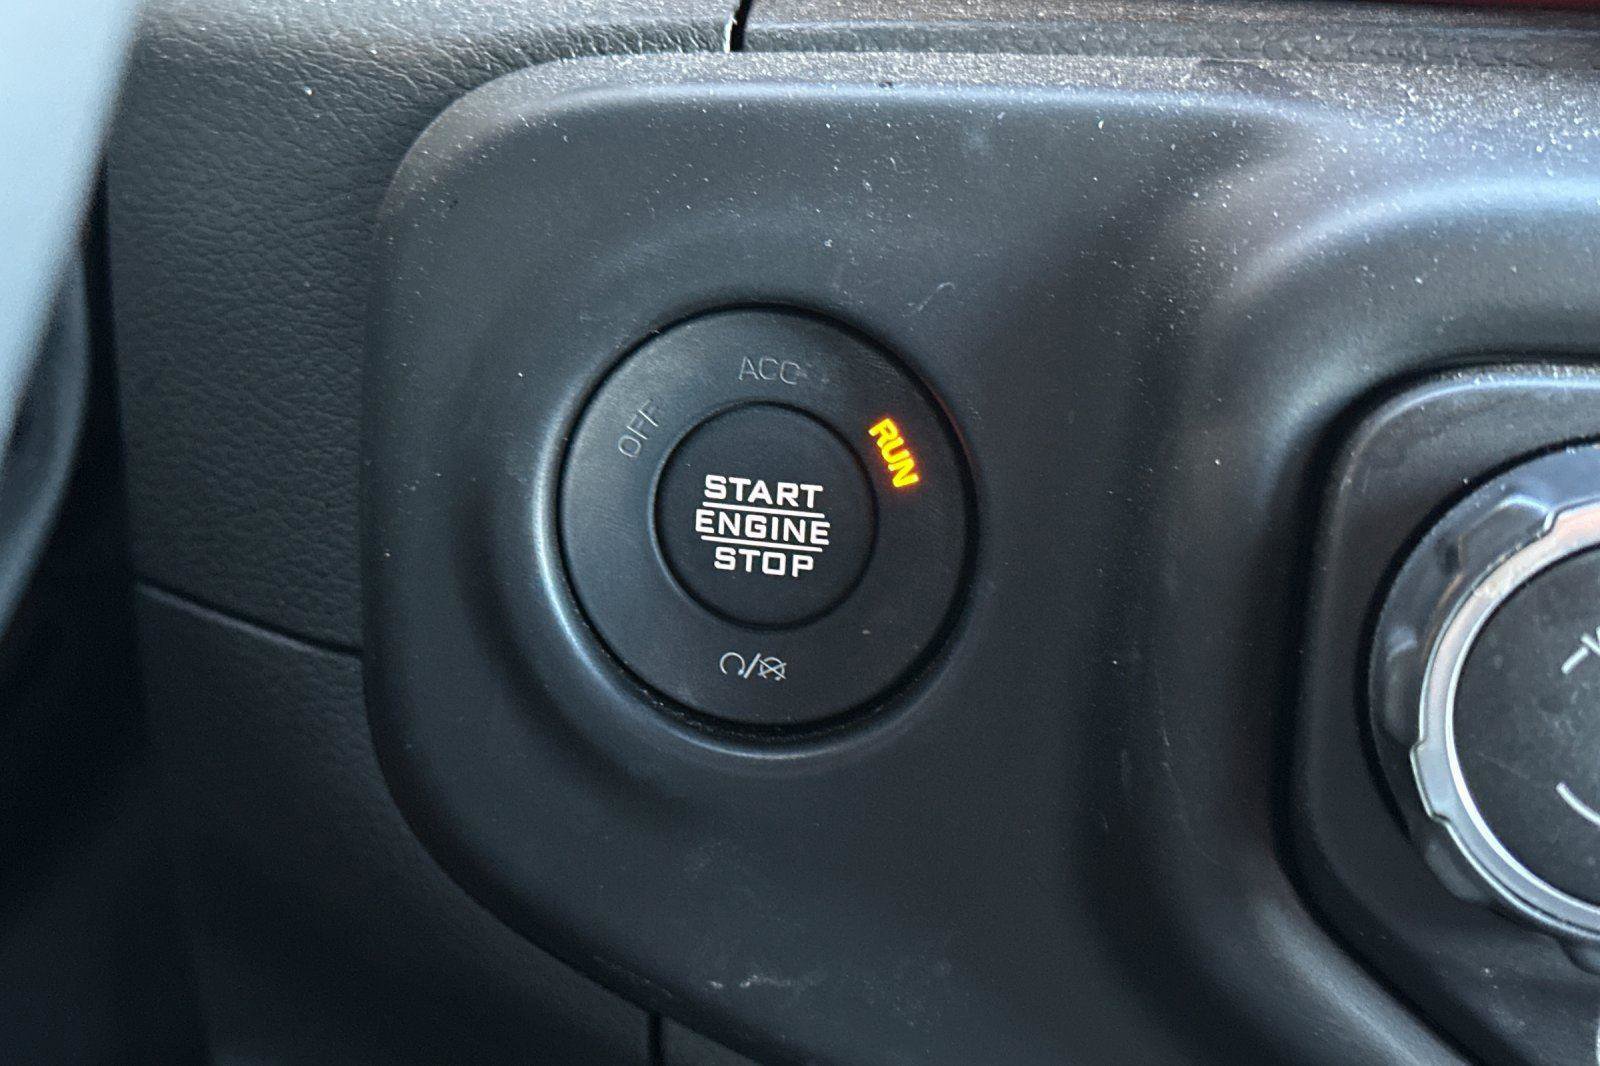 ACC
OFF
RUN
START
ENGINE
STOP